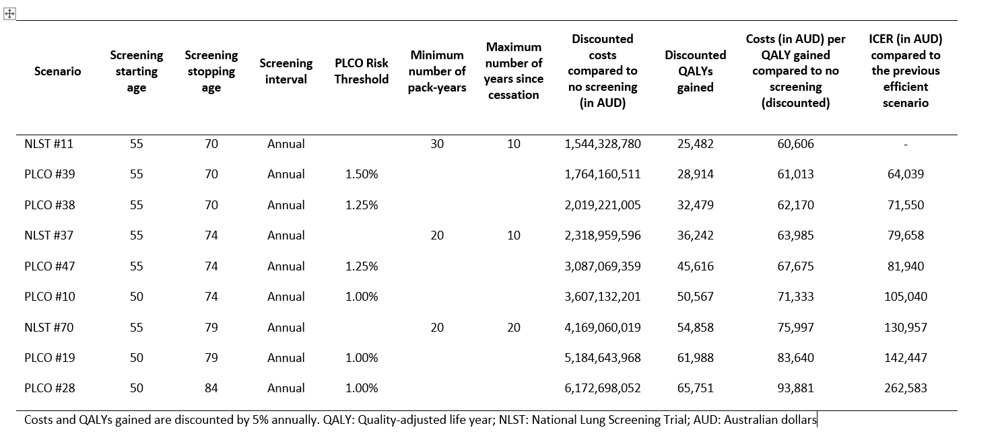 Scenario Screening starting age Screening stopping age Screening interval PLCO Risk Threshold Minimum number of pack-years Maximum number of years since cessation Discounted costs compared to no screening (in AUD) Discounted QALYs gained Costs (in AUD) per QALY gained compared to no screening (discounted) ICER (in AUD) compared to the previous efficient scenario
NLST #11 55 70 Annual 30 10 1,544,328,780 25,482 60,606 -
PLCO #39 55 70 Annual 1.50% 1,764,160,511 28,914 61,013 64,039
PLCO #38 55 70 Annual 1.25% 2,019,221,005 32,479 62,170 71,550
NLST #37 55 74 Annual 20 10 2,318,959,596 36,242 63,985 79,658
PLCO #47 55 74 Annual 1.25% 3,087,069,359 45,616 67,675 81,940
PLCO #10 50 74 Annual 1.00% 3,607,132,201 50,567 71,333 105,040
NLST #70 55 79 Annual 20 20 4,169,060,019 54,858 75,997 130,957
PLCO #19 50 79 Annual 1.00% 5,184,643,968 61,988 83,640 142,447
PLCO #28 50 84 Annual 1.00% 6,172,698,052 65,751 93,881 262,583
Costs and QALYs gained are discounted by 5% annually. QALY: Quality-adjusted life year; NLST: National Lung Screening Trial; AUD: Australian dollars